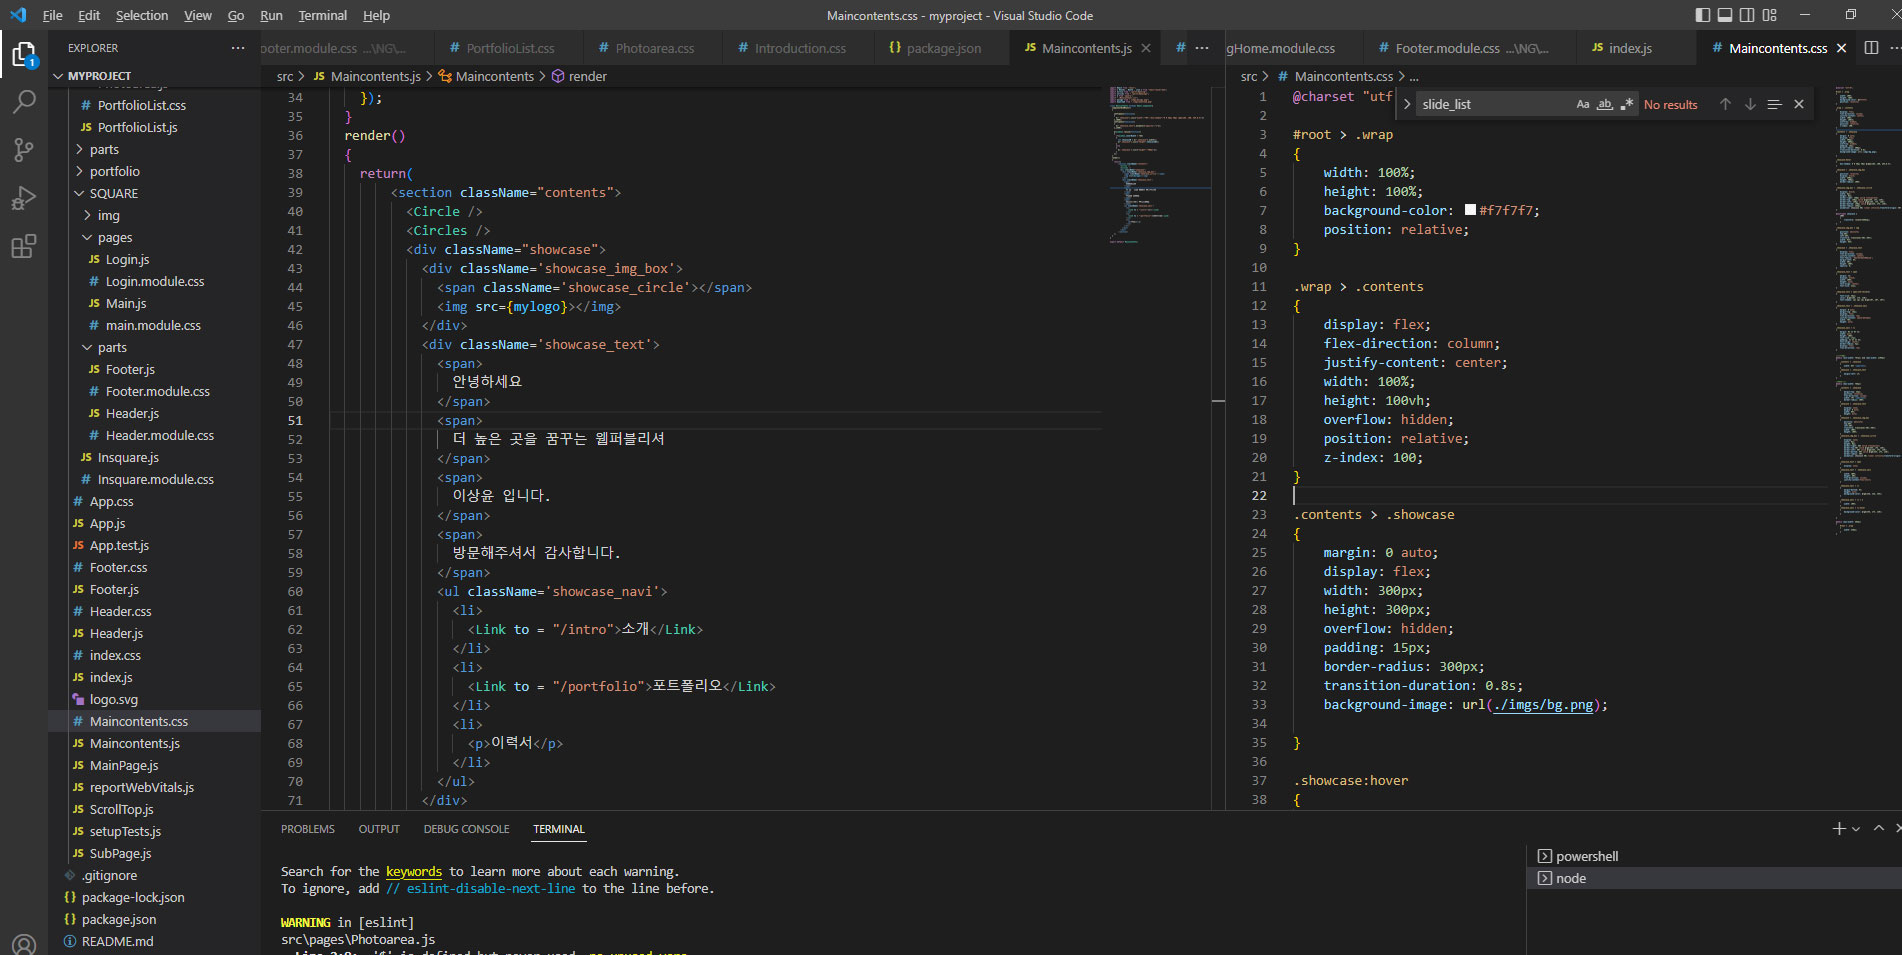 File Edit Selection View Go Run Terminal Help
Maincontents.css - myproject - Visual Studio Code
1
EXPLORER
MYPROJECT
PortfolioList.css
PortfolioList.js
parts
portfolio
SQUARE
img
pages
Login.js
Login.module.css
Main.js
main.module.css
parts
Footer.js
Footer.module.css
Header.js
Header.module.css
Insquare.js
Insquare.module.css
App.css
App.js
App.test.js
Footer.css
Footer.js
Header.css
Header.js
index.css
index.js
logo.svg
Maincontents.css
Maincontents.js
MainPage.js
reportWebVitals.js
ScrollTop.js
setupTests.js
SubPage.js
.gitignore
package-lock.json
package.json
README.md
ooter.module.css ...\NG\... # PortfolioList.css # Photoarea.css # Introduction.css {} package.json JS Maincontents.js
src > JS Maincontents.js > Maincontents > render
34 });
35 }
36 render()
37 {
38 return(
39 <section className="contents">
40 <Circle />
41 <Circles />
42 <div className="showcase">
43 <div className='showcase_img_box'>
44 <span className='showcase_circle'></span>
45 <img src={mylogo}></img>
46 </div>
47 <div className='showcase_text'>
48 <span>
49 안녕하세요
50 </span>
51 <span>
52 더 높은 곳을 꿈꾸는 웹퍼블리셔
53 </span>
54 <span>
55 이상윤 입니다.
56 </span>
57 <span>
58 방문해주셔서 감사합니다.
59 </span>
60 <ul className='showcase_navi'>
61 <li>
62 <Link to = "/intro">소개</Link>
63 </li>
64 <li>
65 <Link to = "/portfolio">포트폴리오</Link>
66 </li>
67 <li>
68 <p>이력서</p>
69 </li>
70 </ul>
71 </div>
gHome.module.css # Footer.module.css ...\NG\... JS index.js # Maincontents.css
src > # Maincontents.css > ...
slide_list Aa ab .* No results
1 @charset "utf
2
3 #root > .wrap
4 {
5 width: 100%;
6 height: 100%;
7 background-color: #f7f7f7;
8 position: relative;
9 }
10
11 .wrap > .contents
12 {
13 display: flex;
14 flex-direction: column;
15 justify-content: center;
16 width: 100%;
17 height: 100vh;
18 overflow: hidden;
19 position: relative;
20 z-index: 100;
21 }
22
23 .contents > .showcase
24 {
25 margin: 0 auto;
26 display: flex;
27 width: 300px;
28 height: 300px;
29 overflow: hidden;
30 padding: 15px;
31 border-radius: 300px;
32 transition-duration: 0.8s;
33 background-image: url(./imgs/bg.png);
34
35 }
36
37 .showcase:hover
38 {
PROBLEMS OUTPUT DEBUG CONSOLE TERMINAL
Search for the keywords to learn more about each warning.
To ignore, add // eslint-disable-next-line to the line before.
WARNING in [eslint]
src\pages\Photoarea.js
powershell
node